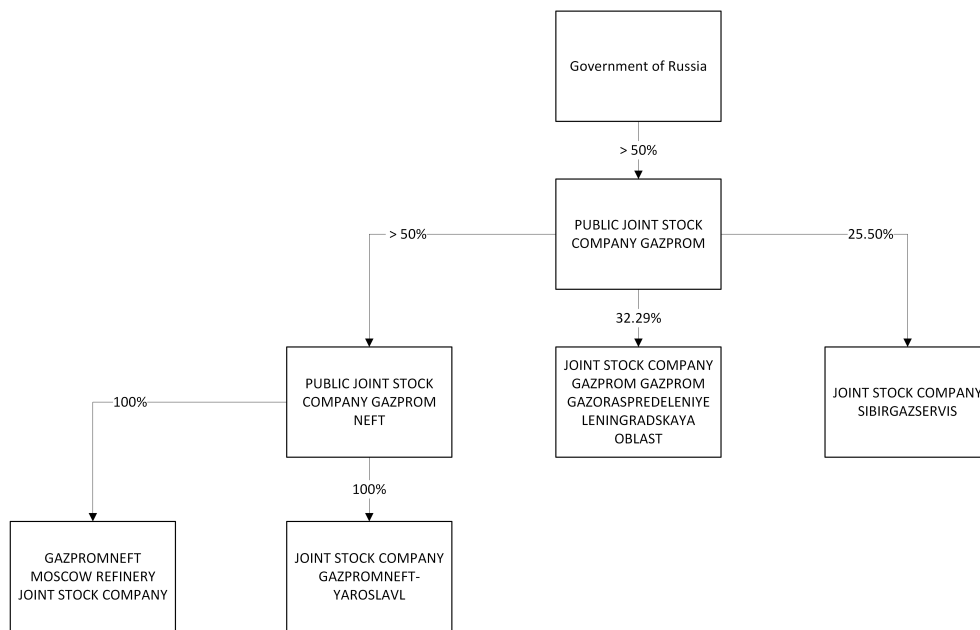 Government of Russia
> 50%
PUBLIC JOINT STOCK
COMPANY GAZPROM
> 50%
25.50%
32.29%
PUBLIC JOINT STOCK
COMPANY GAZPROM
NEFT
JOINT STOCK COMPANY
GAZPROM GAZPROM
GAZORASPREDELENIYE
LENINGRADSKAYA
OBLAST
JOINT STOCK COMPANY
SIBIRGAZSERVIS
100%
100%
GAZPROMNEFT
MOSCOW REFINERY
JOINT STOCK COMPANY
JOINT STOCK COMPANY
GAZPROMNEFT-
YAROSLAVL